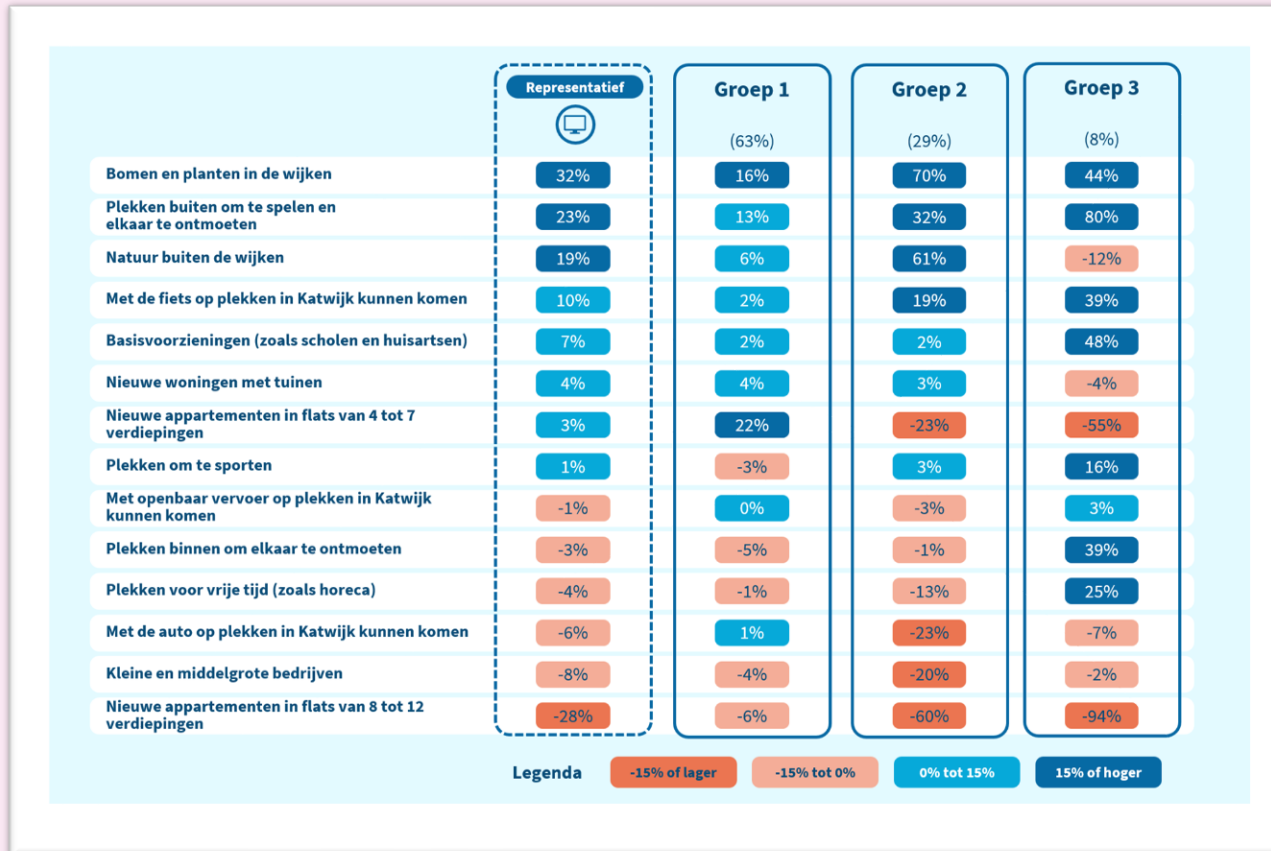 Representatief Groep 1 Groep 2 Groep 3
(63%) (29%) (8%)
Bomen en planten in de wijken 32% 16% 70% 44%
Plekken buiten om te spelen en
elkaar te ontmoeten 23% 13% 32% 80%
Natuur buiten de wijken 19% 6% 61% -12%
Met de fiets op plekken in Katwijk kunnen komen 10% 2% 19% 39%
Basisvoorzieningen (zoals scholen en huisartsen) 7% 2% 2% 48%
Nieuwe woningen met tuinen 4% 4% 3% -4%
Nieuwe appartementen in flats van 4 tot 7
verdiepingen 3% 22% -23% -55%
Plekken om te sporten 1% -3% 3% 16%
Met openbaar vervoer op plekken in Katwijk
kunnen komen -1% 0% -3% 3%
Plekken binnen om elkaar te ontmoeten -3% -5% -1% 39%
Plekken voor vrije tijd (zoals horeca) -4% -1% -13% 25%
Met de auto op plekken in Katwijk kunnen komen -6% 1% -23% -7%
Kleine en middelgrote bedrijven -8% -4% -20% -2%
Nieuwe appartementen in flats van 8 tot 12
verdiepingen -28% -6% -60% -94%
Legenda -15% of lager -15% tot 0% 0% tot 15% 15% of hoger